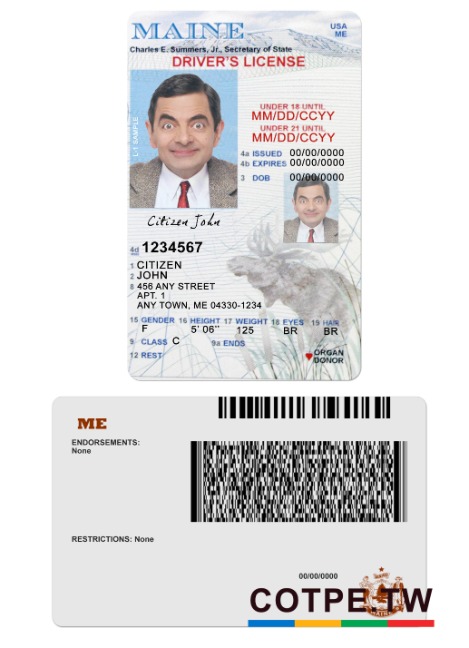 MAINE
USA
ME
Charles E. Summers, Jr., Secretary of State
DRIVER'S LICENSE
L-1 SAMPLE
UNDER 18 UNTIL
MM/DD/CCYY
UNDER 21 UNTIL
MM/DD/CCYY
4a ISSUED 00/00/0000
4b EXPIRES 00/00/0000
3 DOB 00/00/0000
Citizen John
4d 1234567
1 CITIZEN
2 JOHN
8 456 ANY STREET
APT. 1
ANY TOWN, ME 04330-1234
15 GENDER 16 HEIGHT 17 WEIGHT 18 EYES 19 HAIR
F 5' 06" 125 BR BR
9 CLASS C 9a ENDS
12 REST
ORGAN
DONOR
ME
ENDORSEMENTS:
None
RESTRICTIONS: None
00/00/0000
COTPE.TW